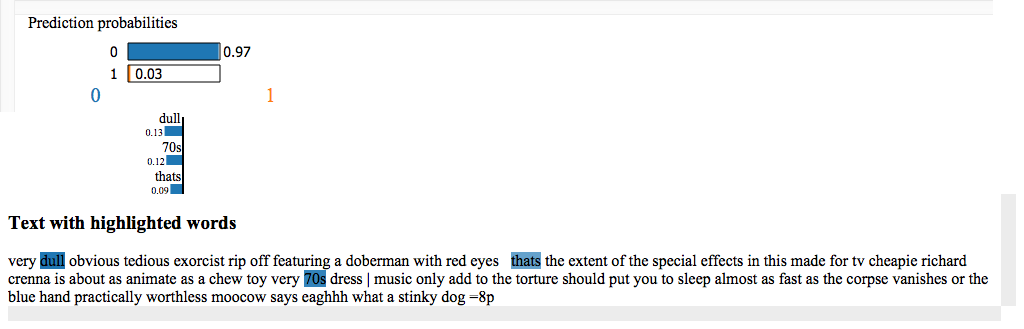 Prediction probabilities
0 0.97
1 0.03
0 1
dull
0.13
70s
0.12
thats
0.09
Text with highlighted words
very dull obvious tedious exorcist rip off featuring a doberman with red eyes thats the extent of the special effects in this made for tv cheapie richard
crenna is about as animate as a chew toy very 70s dress | music only add to the torture should put you to sleep almost as fast as the corpse vanishes or the
blue hand practically worthless moocow says eaghhh what a stinky dog =8p